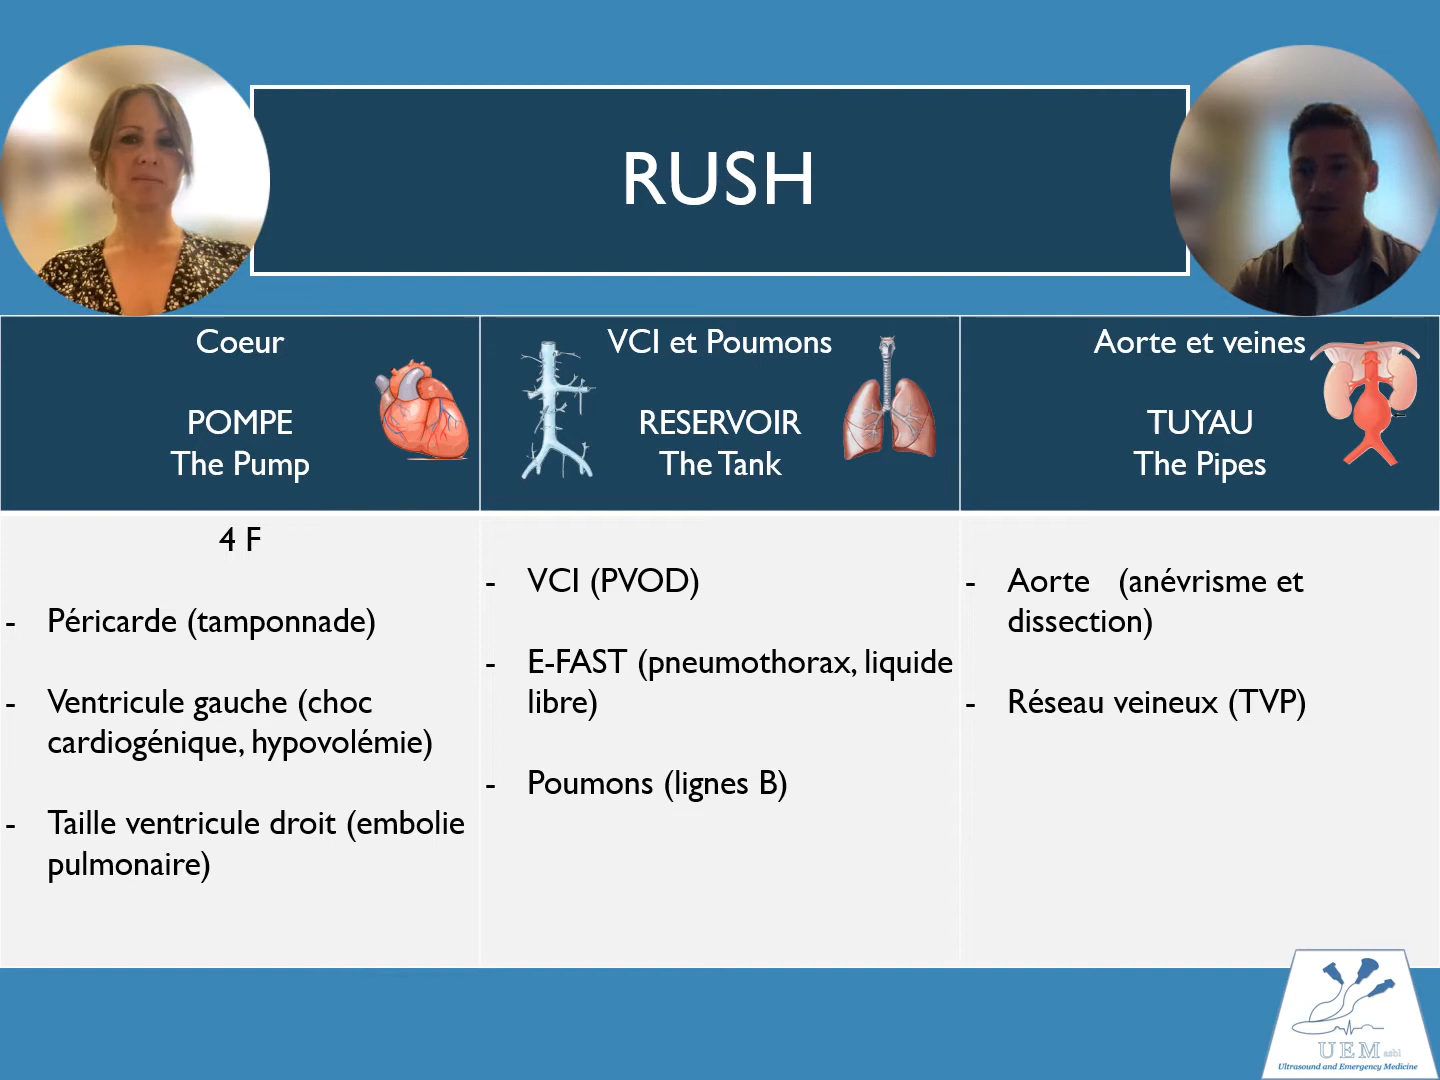 RUSH
Coeur
POMPE
The Pump
VCI et Poumons
RESERVOIR
The Tank
Aorte et veines
TUYAU
The Pipes
4 F
- Péricarde (tamponnade)
- Ventricule gauche (choc
cardiogénique, hypovolémie)
- Taille ventricule droit (embolie
pulmonaire)
- VCI (PVOD)
- E-FAST (pneumothorax, liquide
libre)
- Poumons (lignes B)
- Aorte (anévrisme et
dissection)
- Réseau veineux (TVP)
UEM asbl
Ultrasound and Emergency Medicine